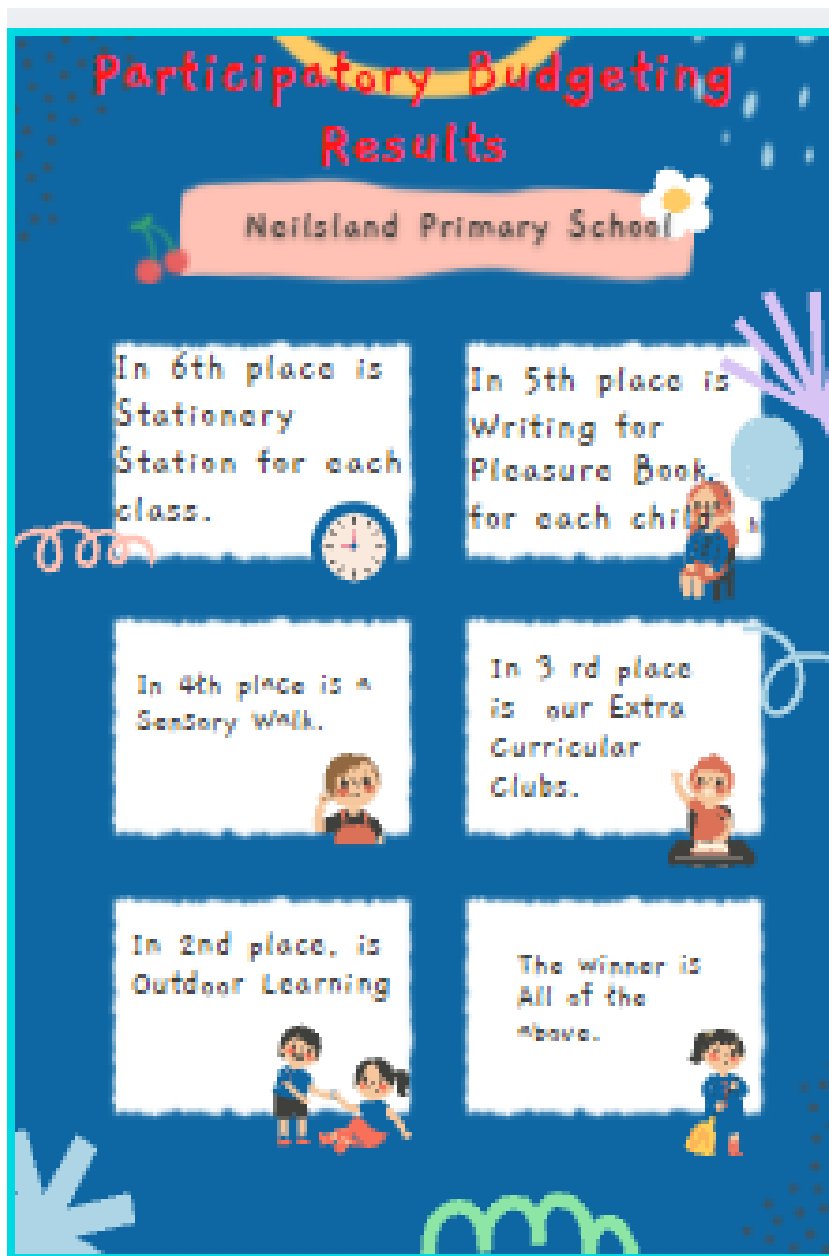 Participatory Budgeting
Results
Neilsland Primary School
In 6th place is
Stationery
Station for each
class.
In 5th place is
Writing for
Pleasure Book,
for each child
In 4th place is a
Sensory Walk.
In 3 rd place
is our Extra
Curricular
Clubs.
In 2nd place, is
Outdoor Learning
The winner is
All of the
above.